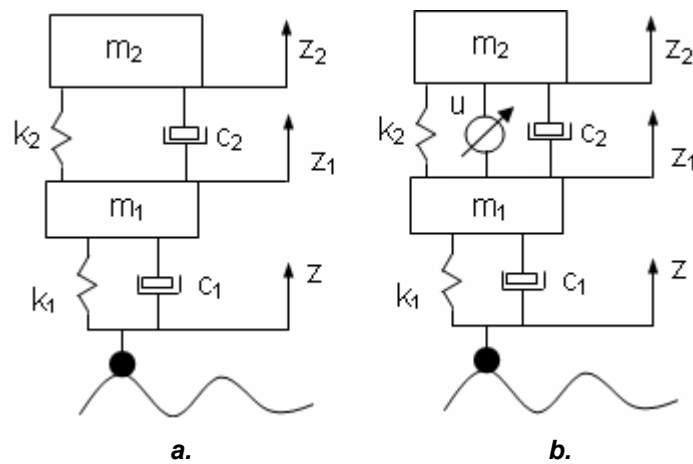 m₂
z₂
k₂
c₂
z₁
m₁
k₁
c₁
z
a.
m₂
z₂
u
k₂
c₂
z₁
m₁
k₁
c₁
z
b.